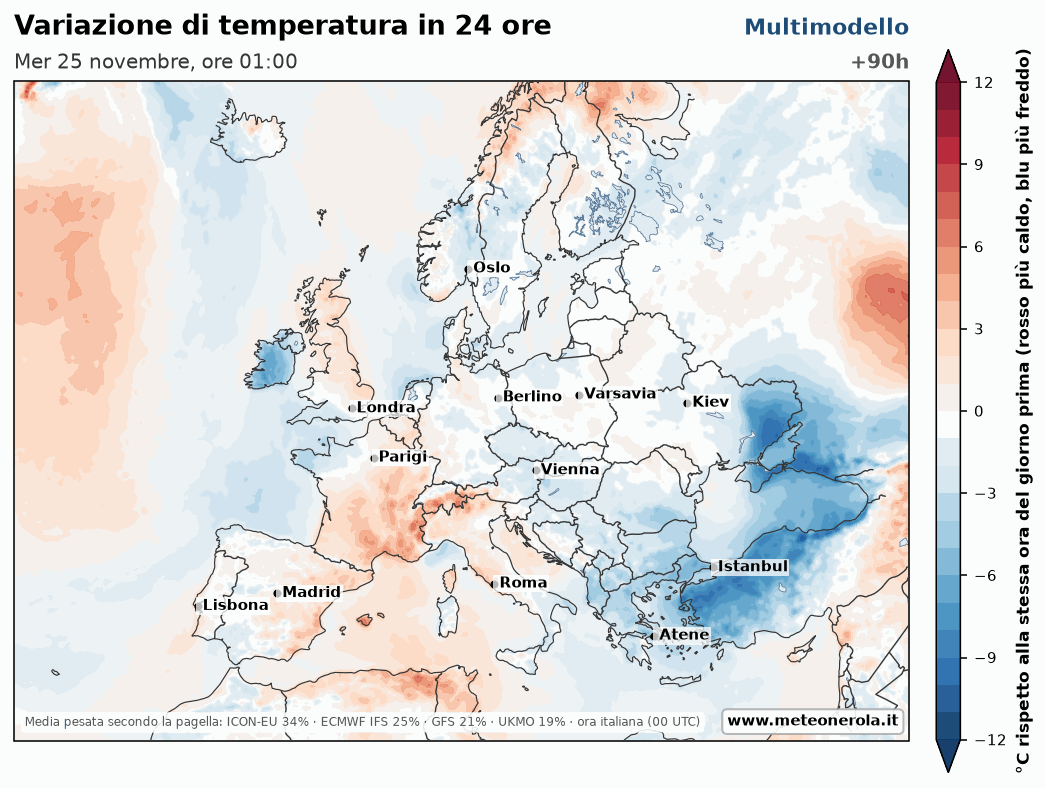 Variazione di temperatura in 24 ore
Multimodello
Mer 25 novembre, ore 01:00
+90h
Oslo
Londra
Berlino
Varsavia
Kiev
Parigi
Vienna
Istanbul
Roma
Madrid
Lisbona
Atene
Media pesata secondo la pagella: ICON-EU 34% · ECMWF IFS 25% · GFS 21% · UKMO 19% · ora italiana (00 UTC)
www.meteonerola.it
12
9
6
3
0
−3
−6
−9
−12
°C rispetto alla stessa ora del giorno prima (rosso più caldo, blu più freddo)